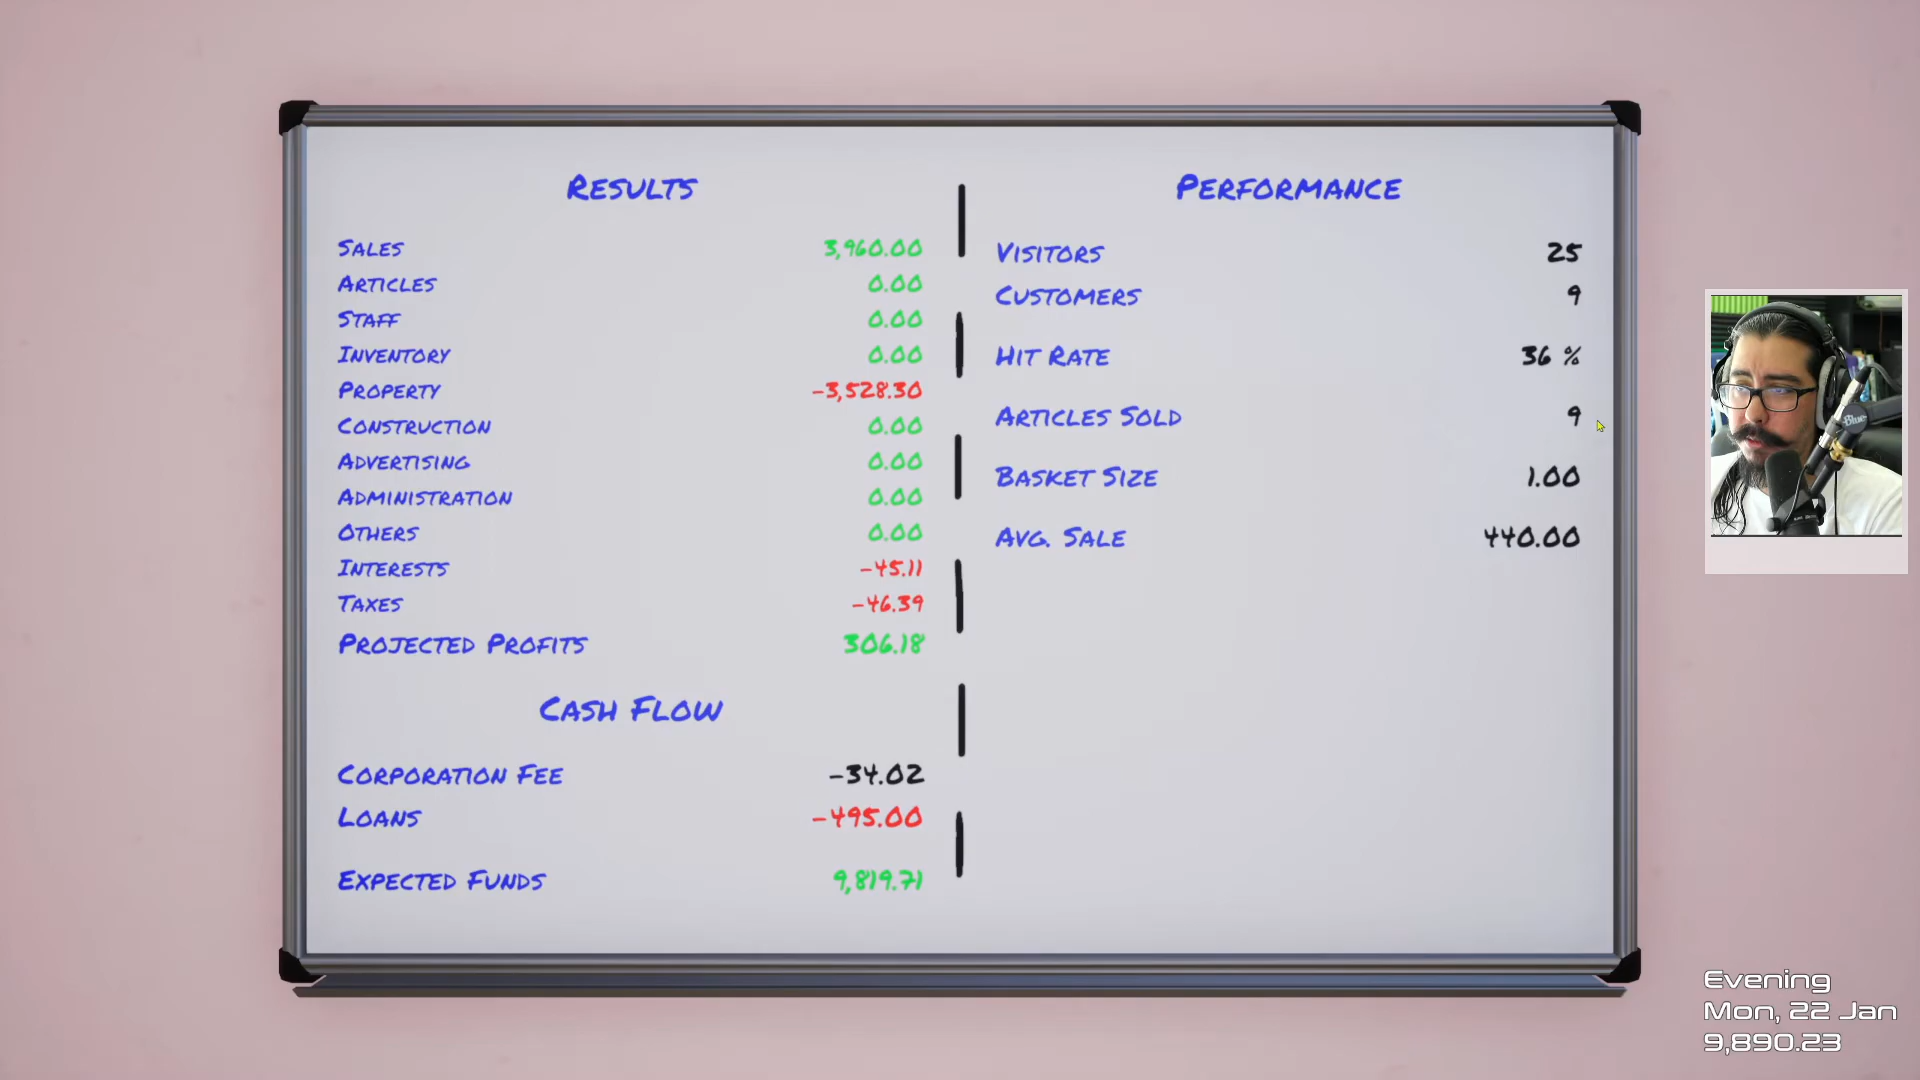 Results
Sales 3,960.00
Articles 0.00
Staff 0.00
Inventory 0.00
Property -3,528.30
Construction 0.00
Advertising 0.00
Administration 0.00
Others 0.00
Interests -45.11
Taxes -46.39
Projected Profits 306.18
Cash Flow
Corporation Fee -34.02
Loans -495.00
Expected Funds 9,819.71
Performance
Visitors 25
Customers 9
Hit Rate 36 %
Articles Sold 9
Basket Size 1.00
Avg. Sale 440.00
Blue
Evening
Mon, 22 Jan
9,890.23